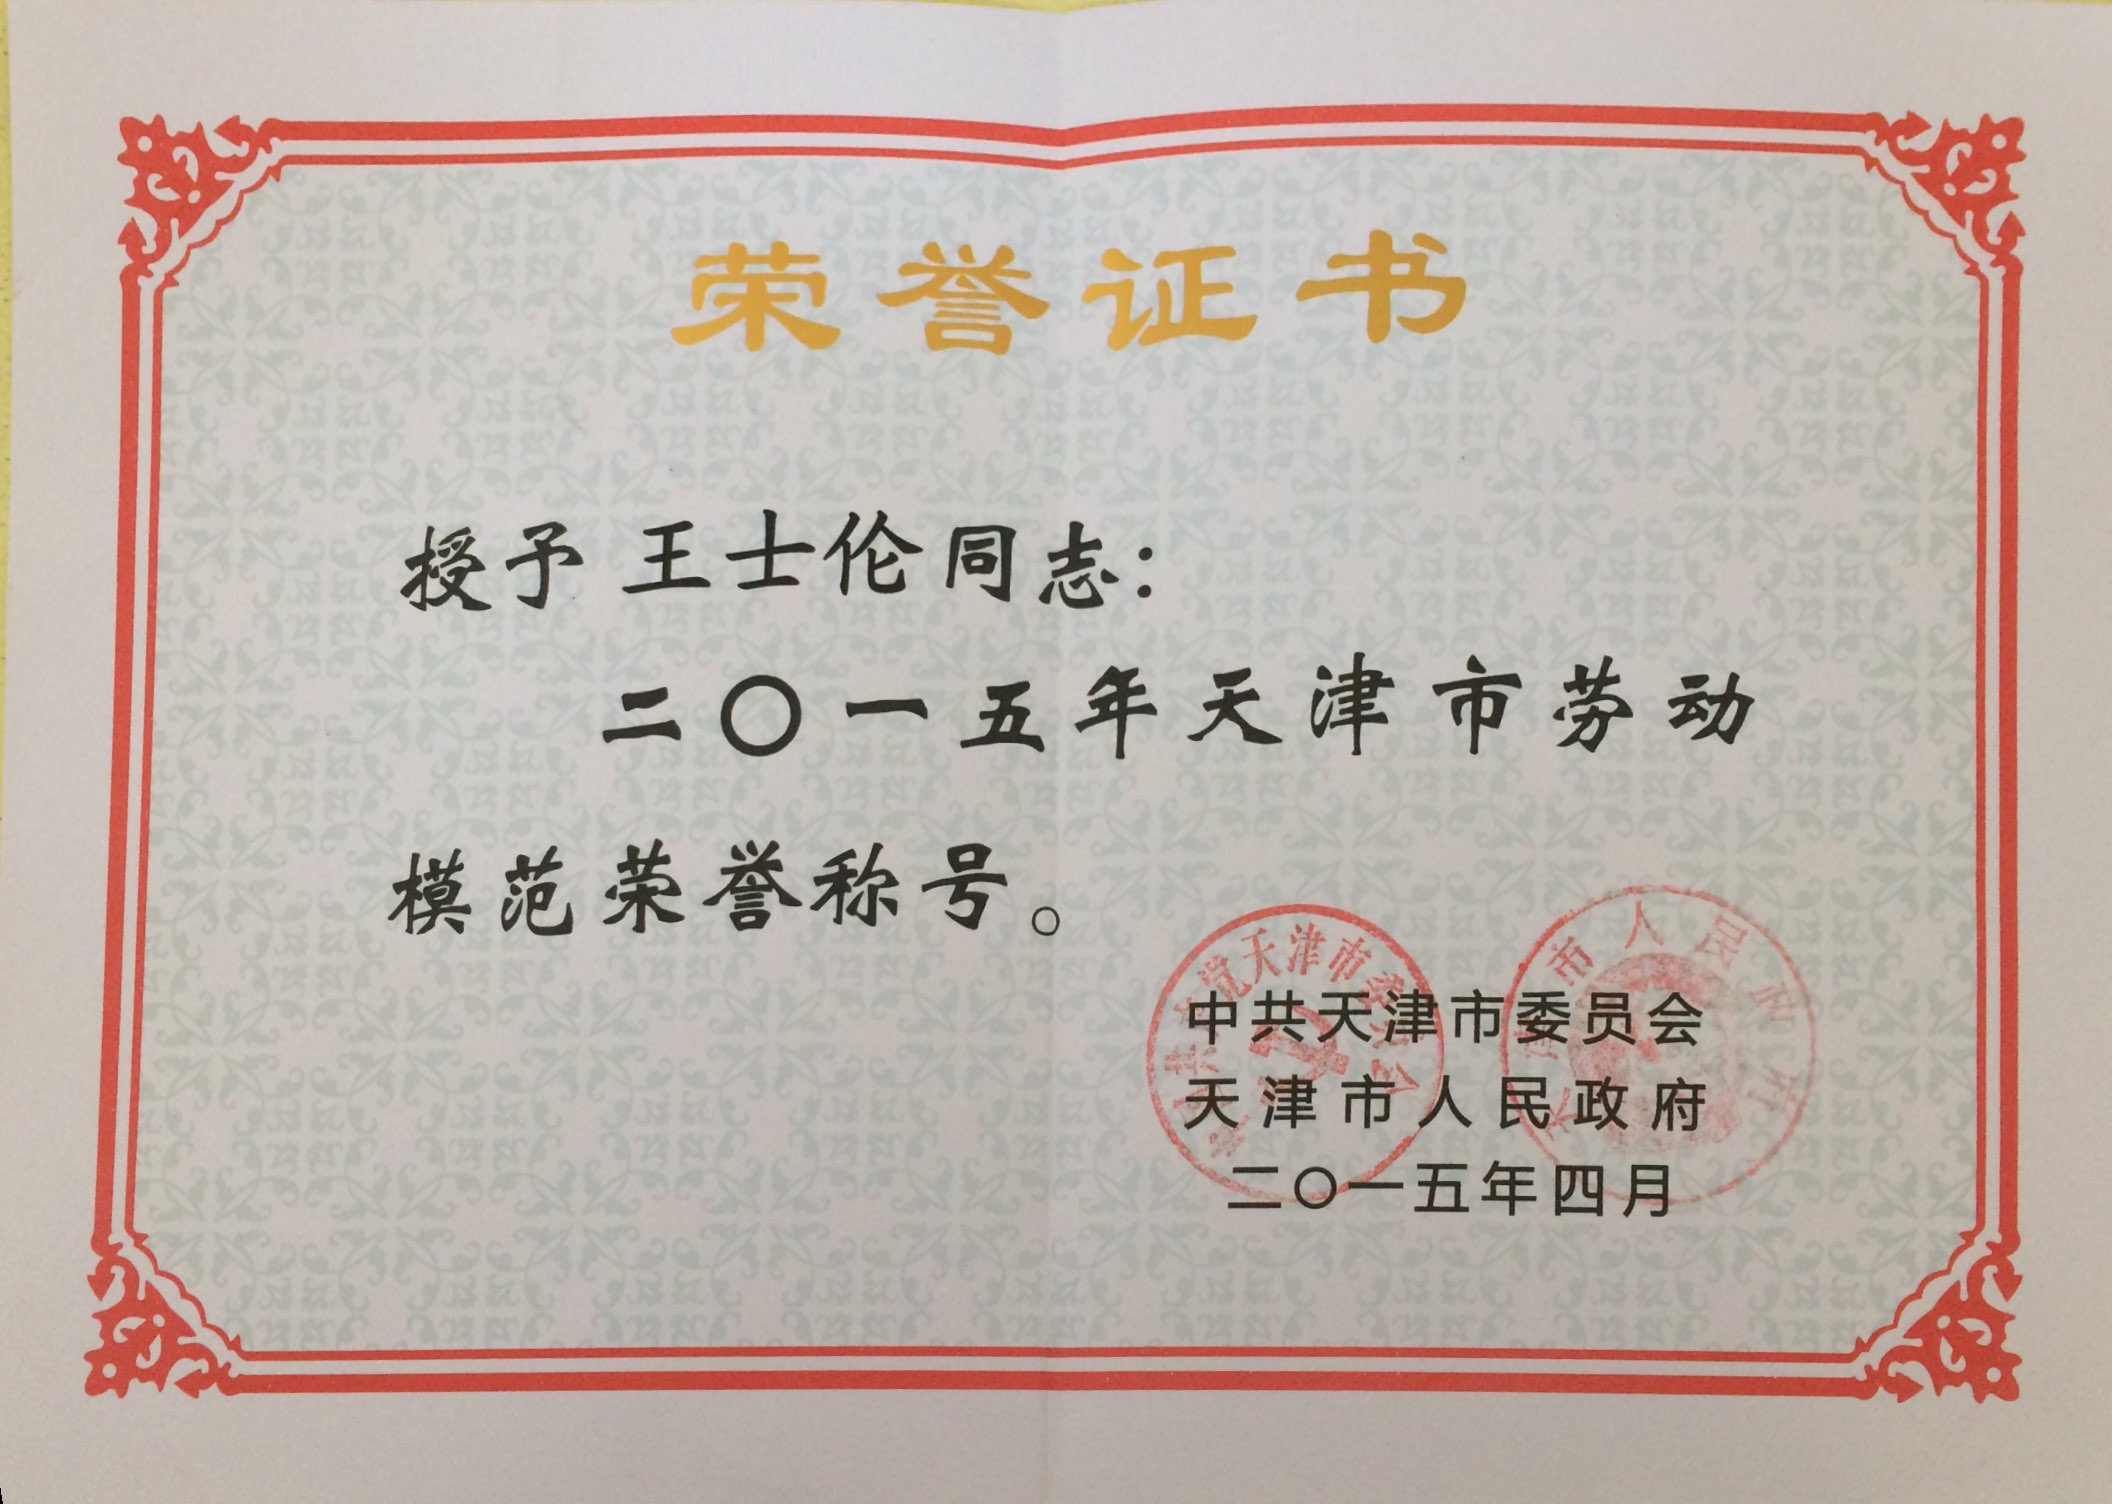 荣誉证书
授予王士伦同志：
二〇一五年天津市劳动
模范荣誉称号。
中共天津市委员会
天津市人民政府
二〇一五年四月